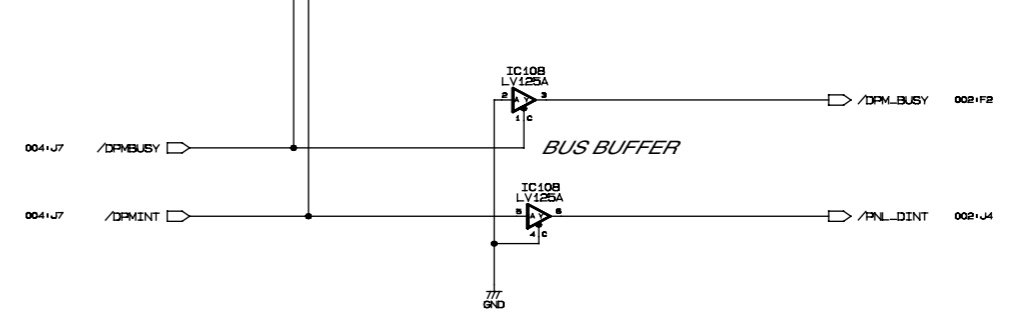 IC108
LV125A
2 A Y 3
/DPM_BUSY 002:F2
1 C
004:J7 /DPMBUSY
BUS BUFFER
IC108
LV125A
004:J7 /DPMINT
5 A Y 6
/PNL_DINT 002:J4
4 C
GND